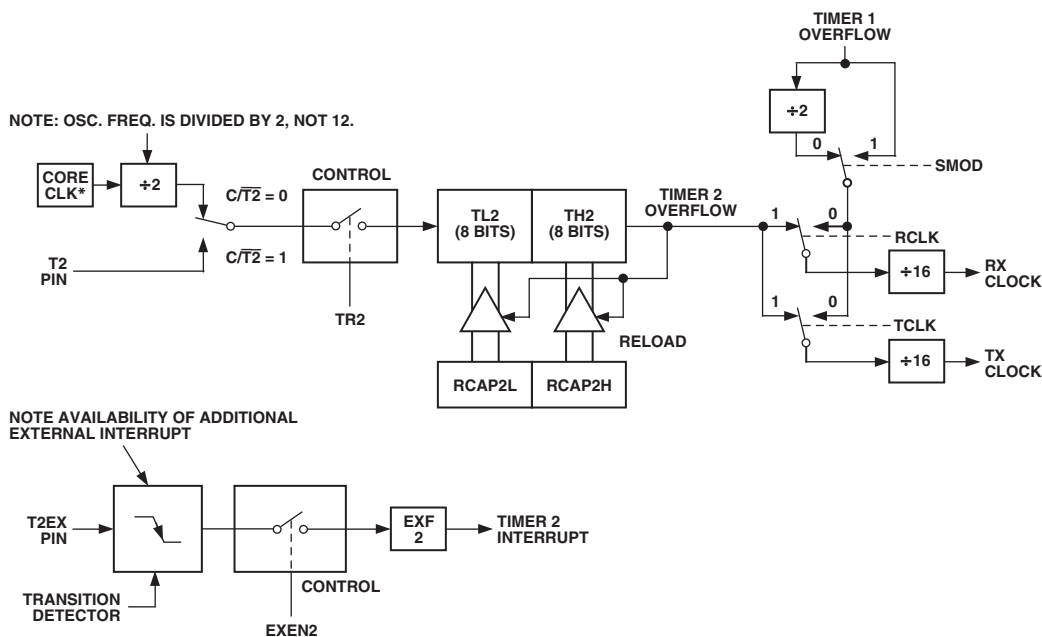 TIMER 1
OVERFLOW
÷2
NOTE: OSC. FREQ. IS DIVIDED BY 2, NOT 12.
0
1
SMOD
CORE
CLK*
÷2
C/T2̅ = 0
CONTROL
TL2
(8 BITS)
TH2
(8 BITS)
TIMER 2
OVERFLOW
1
0
RCLK
T2
PIN
C/T2̅ = 1
÷16
RX
CLOCK
TR2
1
0
TCLK
RELOAD
÷16
TX
CLOCK
RCAP2L
RCAP2H
NOTE AVAILABILITY OF ADDITIONAL
EXTERNAL INTERRUPT
T2EX
PIN
EXF
2
TIMER 2
INTERRUPT
CONTROL
TRANSITION
DETECTOR
EXEN2